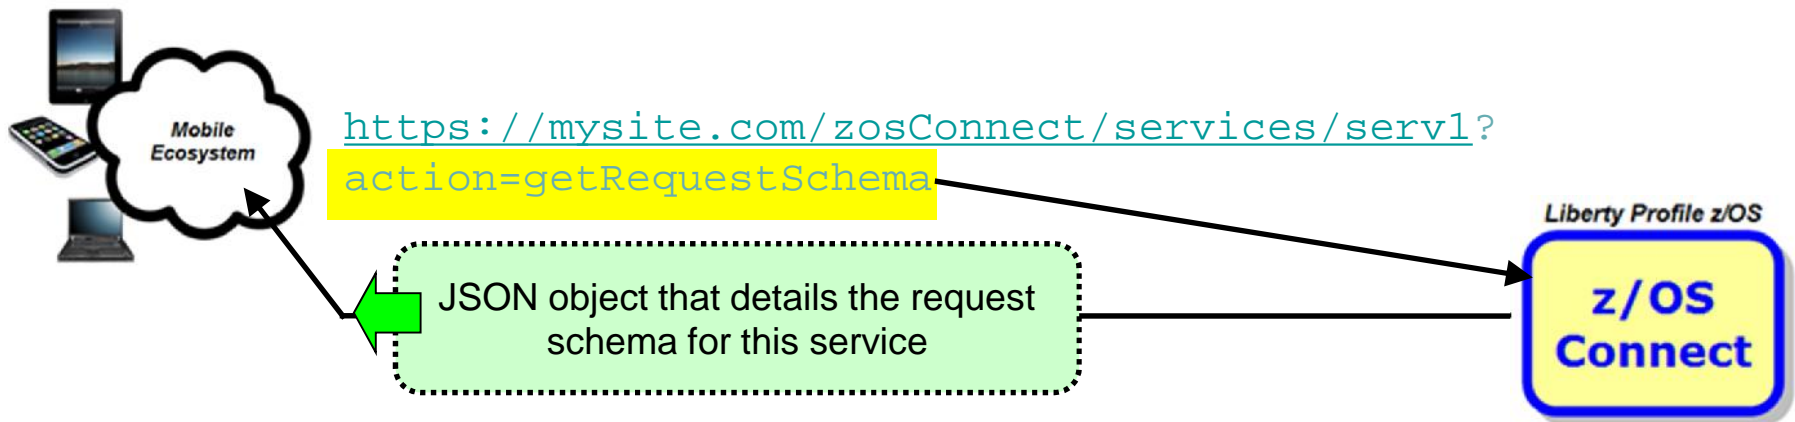 Mobile
Ecosystem
https://mysite.com/zosConnect/services/serv1?
action=getRequestSchema
Liberty Profile z/OS
JSON object that details the request
schema for this service
z/OS
Connect